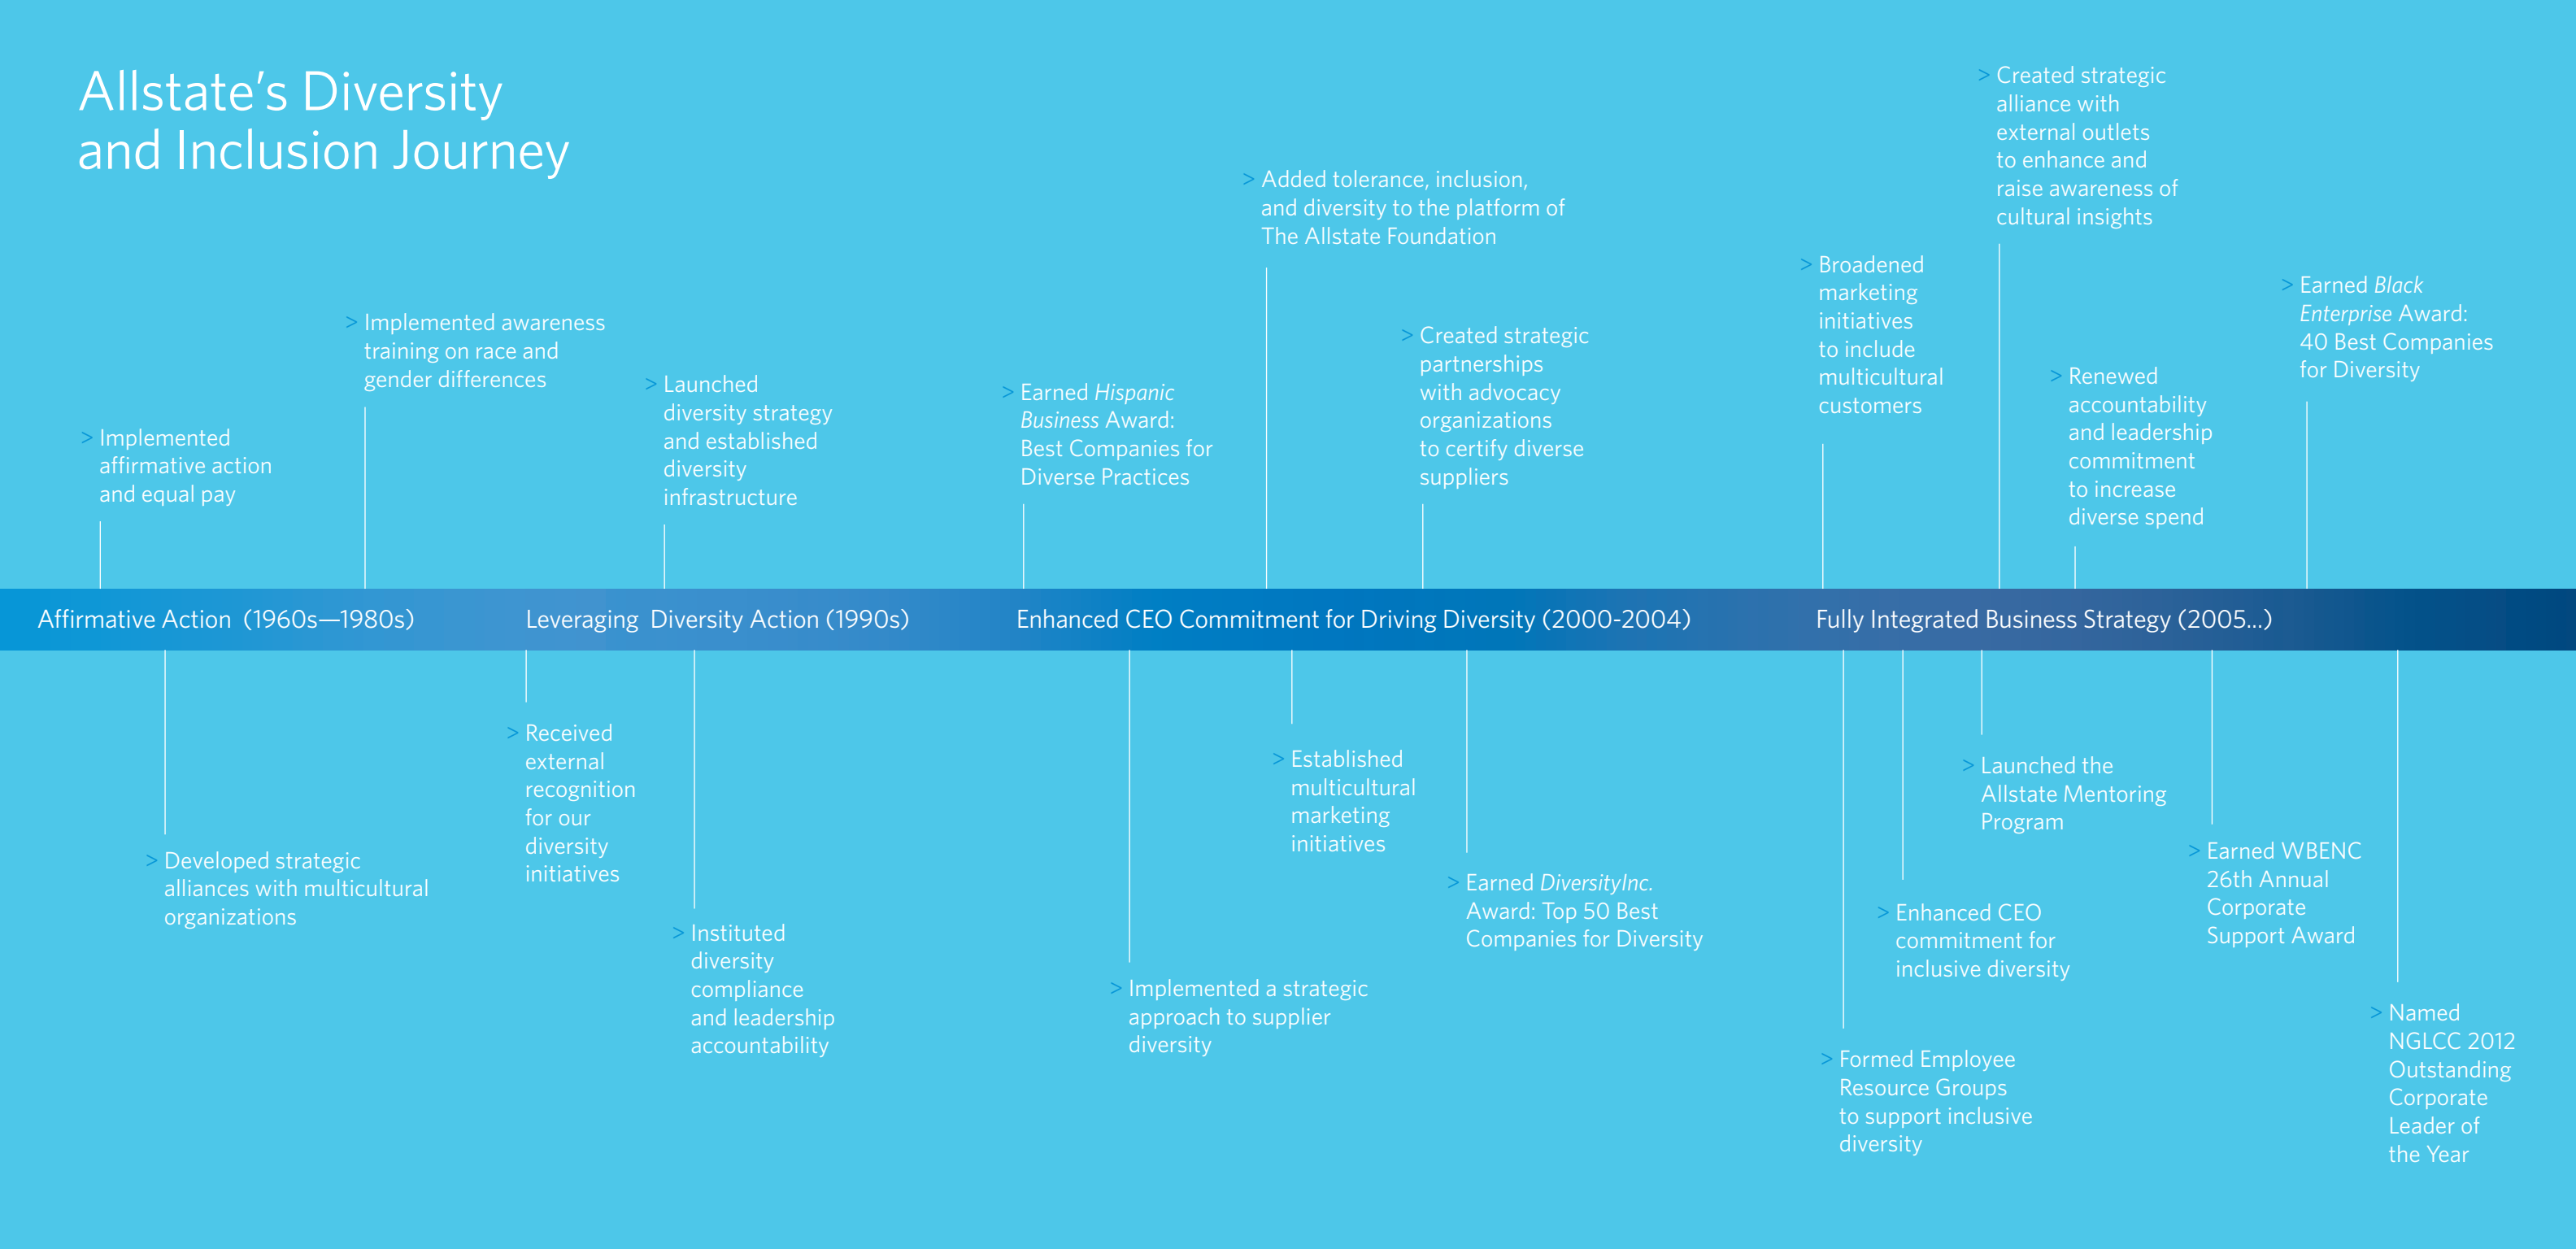 Allstate’s Diversity
and Inclusion Journey
> Implemented
affirmative action
and equal pay
> Implemented awareness
training on race and
gender differences
> Launched
diversity strategy
and established
diversity
infrastructure
> Earned Hispanic
Business Award:
Best Companies for
Diverse Practices
> Added tolerance, inclusion,
and diversity to the platform of
The Allstate Foundation
> Created strategic
partnerships
with advocacy
organizations
to certify diverse
suppliers
> Broadened
marketing
initiatives
to include
multicultural
customers
> Created strategic
alliance with
external outlets
to enhance and
raise awareness of
cultural insights
> Renewed
accountability
and leadership
commitment
to increase
diverse spend
> Earned Black
Enterprise Award:
40 Best Companies
for Diversity
Affirmative Action (1960s—1980s)
Leveraging Diversity Action (1990s)
Enhanced CEO Commitment for Driving Diversity (2000-2004)
Fully Integrated Business Strategy (2005...)
> Developed strategic
alliances with multicultural
organizations
> Received
external
recognition
for our
diversity
initiatives
> Instituted
diversity
compliance
and leadership
accountability
> Implemented a strategic
approach to supplier
diversity
> Established
multicultural
marketing
initiatives
> Earned DiversityInc.
Award: Top 50 Best
Companies for Diversity
> Formed Employee
Resource Groups
to support inclusive
diversity
> Enhanced CEO
commitment for
inclusive diversity
> Launched the
Allstate Mentoring
Program
> Earned WBENC
26th Annual
Corporate
Support Award
> Named
NGLCC 2012
Outstanding
Corporate
Leader of
the Year